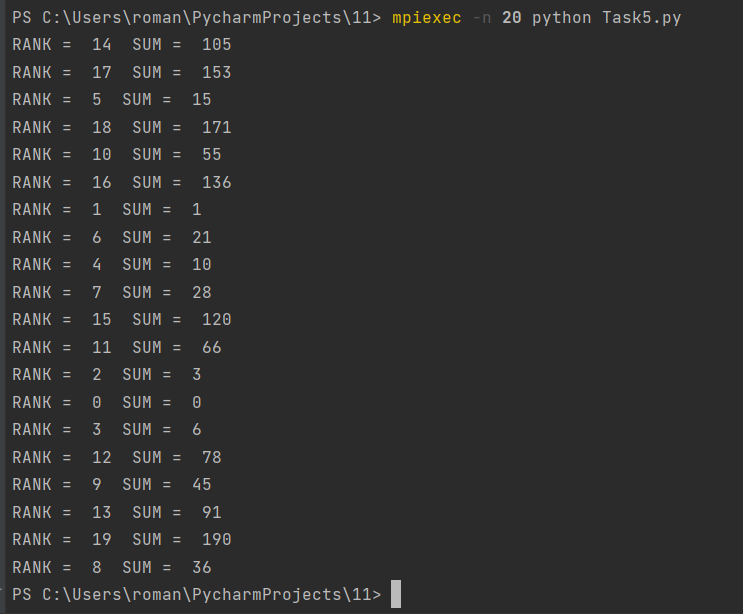 PS C:\Users\roman\PycharmProjects\11> mpiexec -n 20 python Task5.py
RANK =  14  SUM =  105
RANK =  17  SUM =  153
RANK =  5  SUM =  15
RANK =  18  SUM =  171
RANK =  10  SUM =  55
RANK =  16  SUM =  136
RANK =  1  SUM =  1
RANK =  6  SUM =  21
RANK =  4  SUM =  10
RANK =  7  SUM =  28
RANK =  15  SUM =  120
RANK =  11  SUM =  66
RANK =  2  SUM =  3
RANK =  0  SUM =  0
RANK =  3  SUM =  6
RANK =  12  SUM =  78
RANK =  9  SUM =  45
RANK =  13  SUM =  91
RANK =  19  SUM =  190
RANK =  8  SUM =  36
PS C:\Users\roman\PycharmProjects\11>